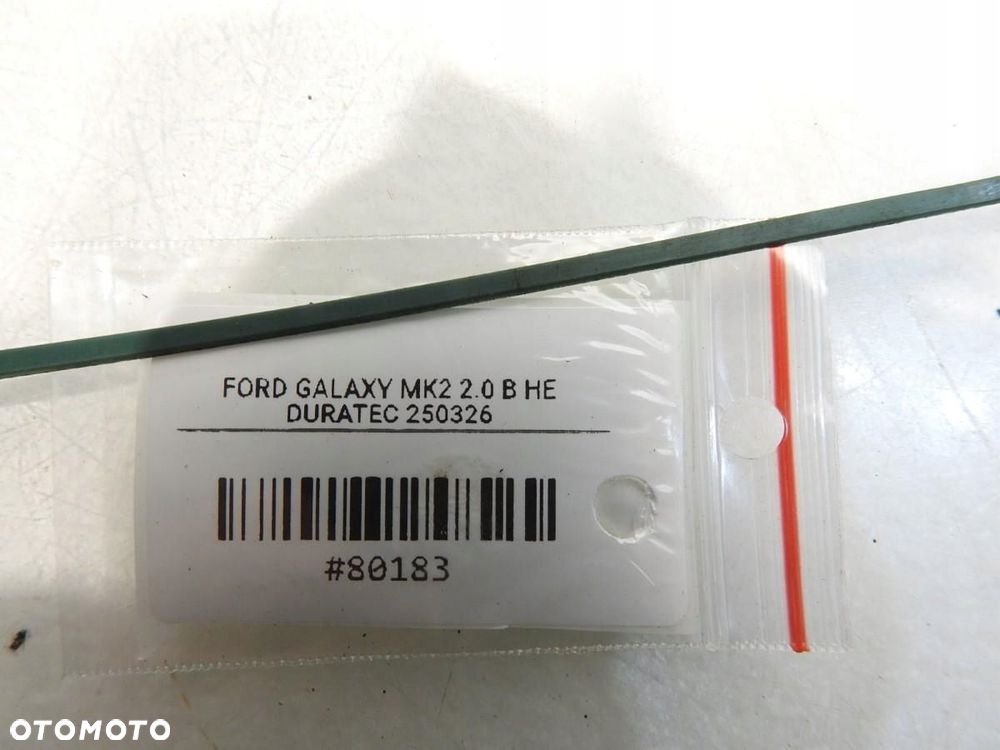 FORD GALAXY MK2 2.0 B HE
DURATEC 250326
#80183
OTOMOTO